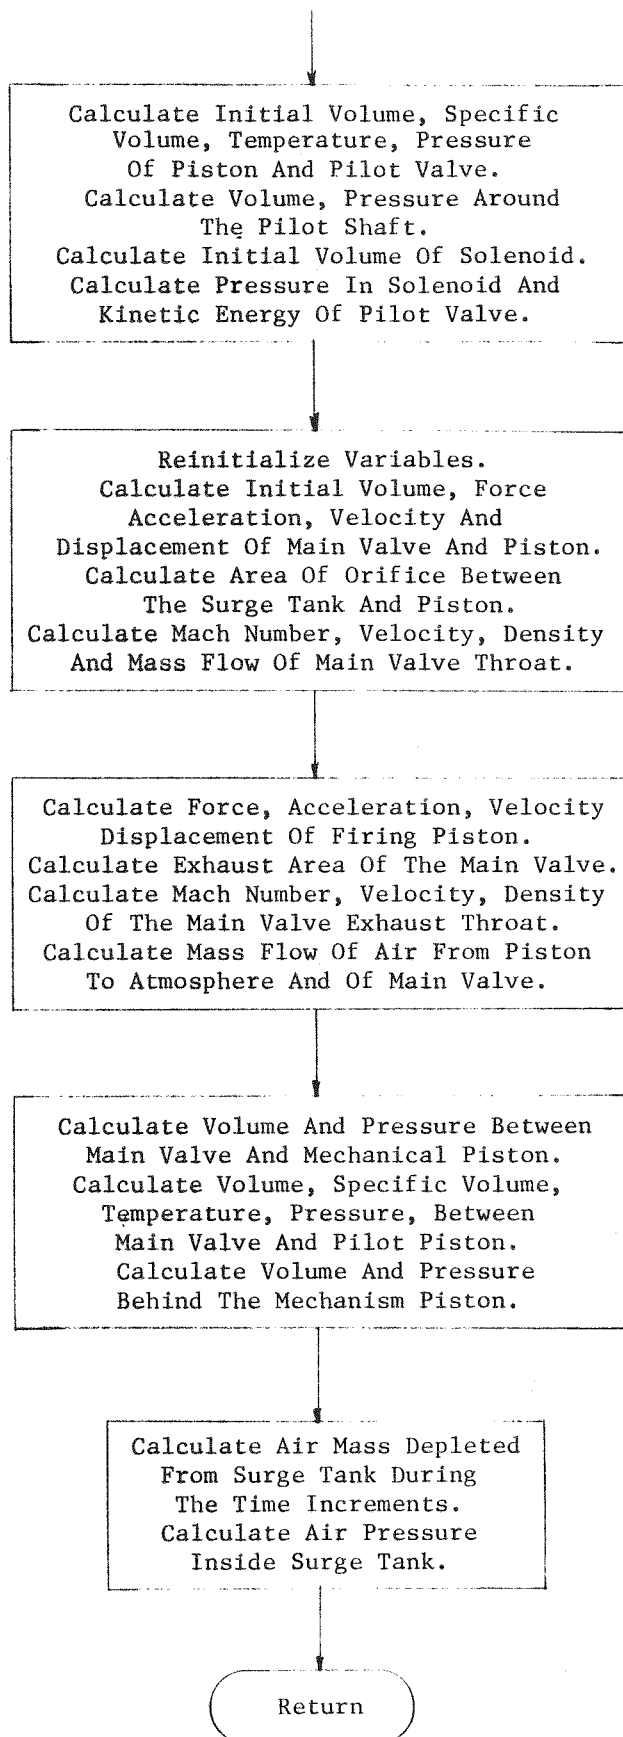 Calculate Initial Volume, Specific
Volume, Temperature, Pressure
Of Piston And Pilot Valve.
Calculate Volume, Pressure Around
The Pilot Shaft.
Calculate Initial Volume Of Solenoid.
Calculate Pressure In Solenoid And
Kinetic Energy Of Pilot Valve.
Reinitialize Variables.
Calculate Initial Volume, Force
Acceleration, Velocity And
Displacement Of Main Valve And Piston.
Calculate Area Of Orifice Between
The Surge Tank And Piston.
Calculate Mach Number, Velocity, Density
And Mass Flow Of Main Valve Throat.
Calculate Force, Acceleration, Velocity
Displacement Of Firing Piston.
Calculate Exhaust Area Of The Main Valve.
Calculate Mach Number, Velocity, Density
Of The Main Valve Exhaust Throat.
Calculate Mass Flow Of Air From Piston
To Atmosphere And Of Main Valve.
Calculate Volume And Pressure Between
Main Valve And Mechanical Piston.
Calculate Volume, Specific Volume,
Temperature, Pressure, Between
Main Valve And Pilot Piston.
Calculate Volume And Pressure
Behind The Mechanism Piston.
Calculate Air Mass Depleted
From Surge Tank During
The Time Increments.
Calculate Air Pressure
Inside Surge Tank.
Return